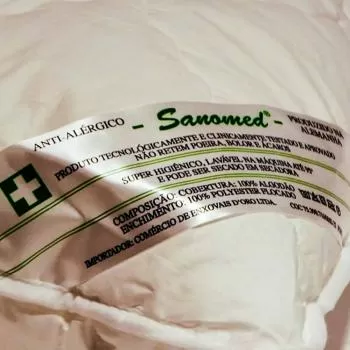 ANTI-ALÉRGICO - Sanomed - PRODUZIDO NA
ALEMANHA
PRODUTO TECNOLÓGICAMENTE E CLINICAMENTE TESTADO E APROVADO
NÃO RETEM POEIRA, BOLOR E ÁCAROS
SUPER HIGIÊNICO, LAVÁVEL NA MÁQUINA ATÉ
E PODE SER SECADO EM SECADORA
COMPOSIÇÃO: COBERTURA: 100% ALGODÃO
ENCHIMENTO: 100% POLYESTER FLOCADO
IMPORTADOR: COMÉRCIO DE ENXOVAIS D'ORO LTDA.